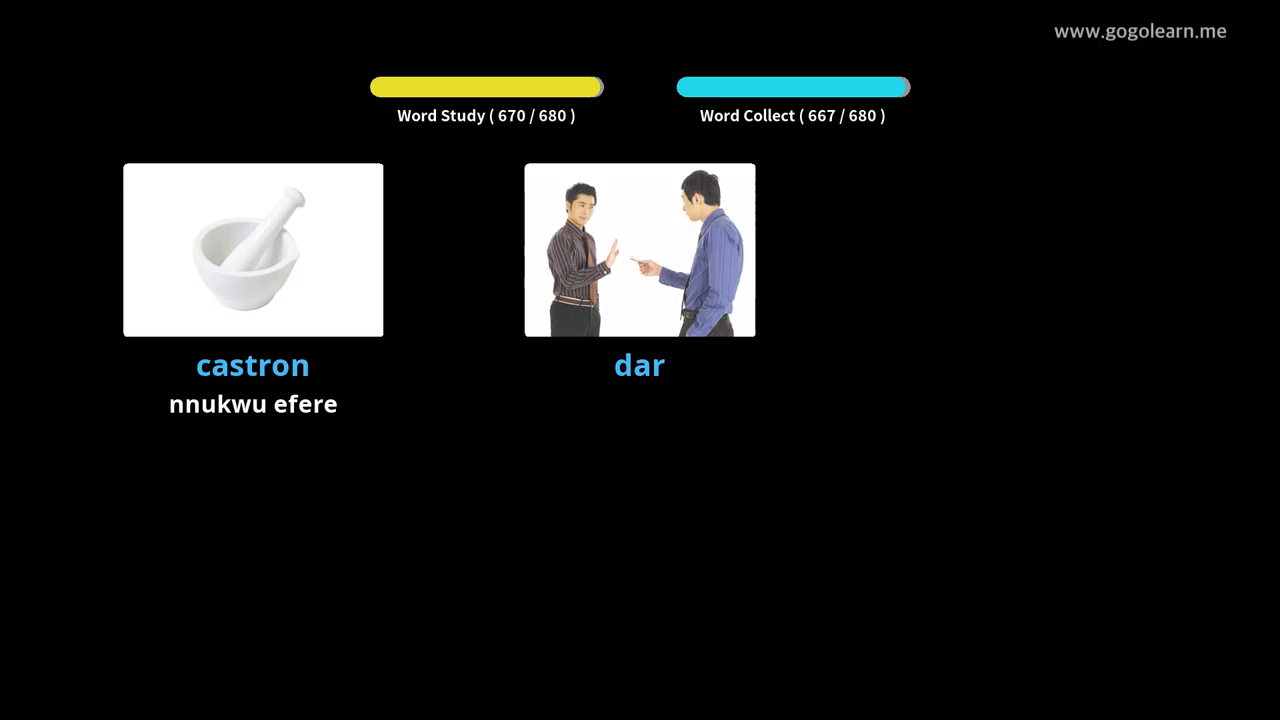 www.gogolearn.me
Word Study ( 670 / 680 )
Word Collect ( 667 / 680 )
castron
nnukwu efere
dar